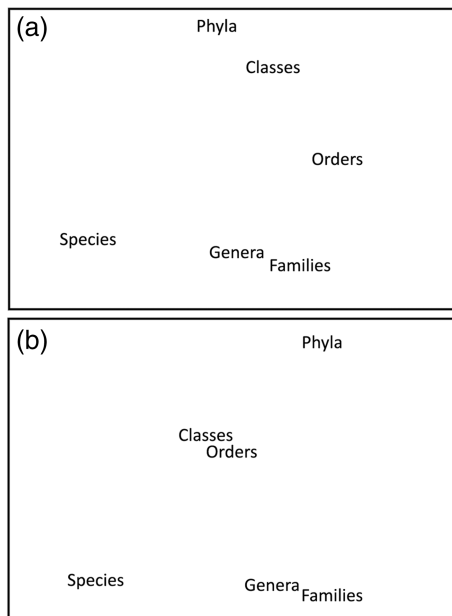 (a)
Phyla
Classes
Orders
Species
Genera
Families
(b)
Phyla
Classes
Orders
Species
Genera
Families